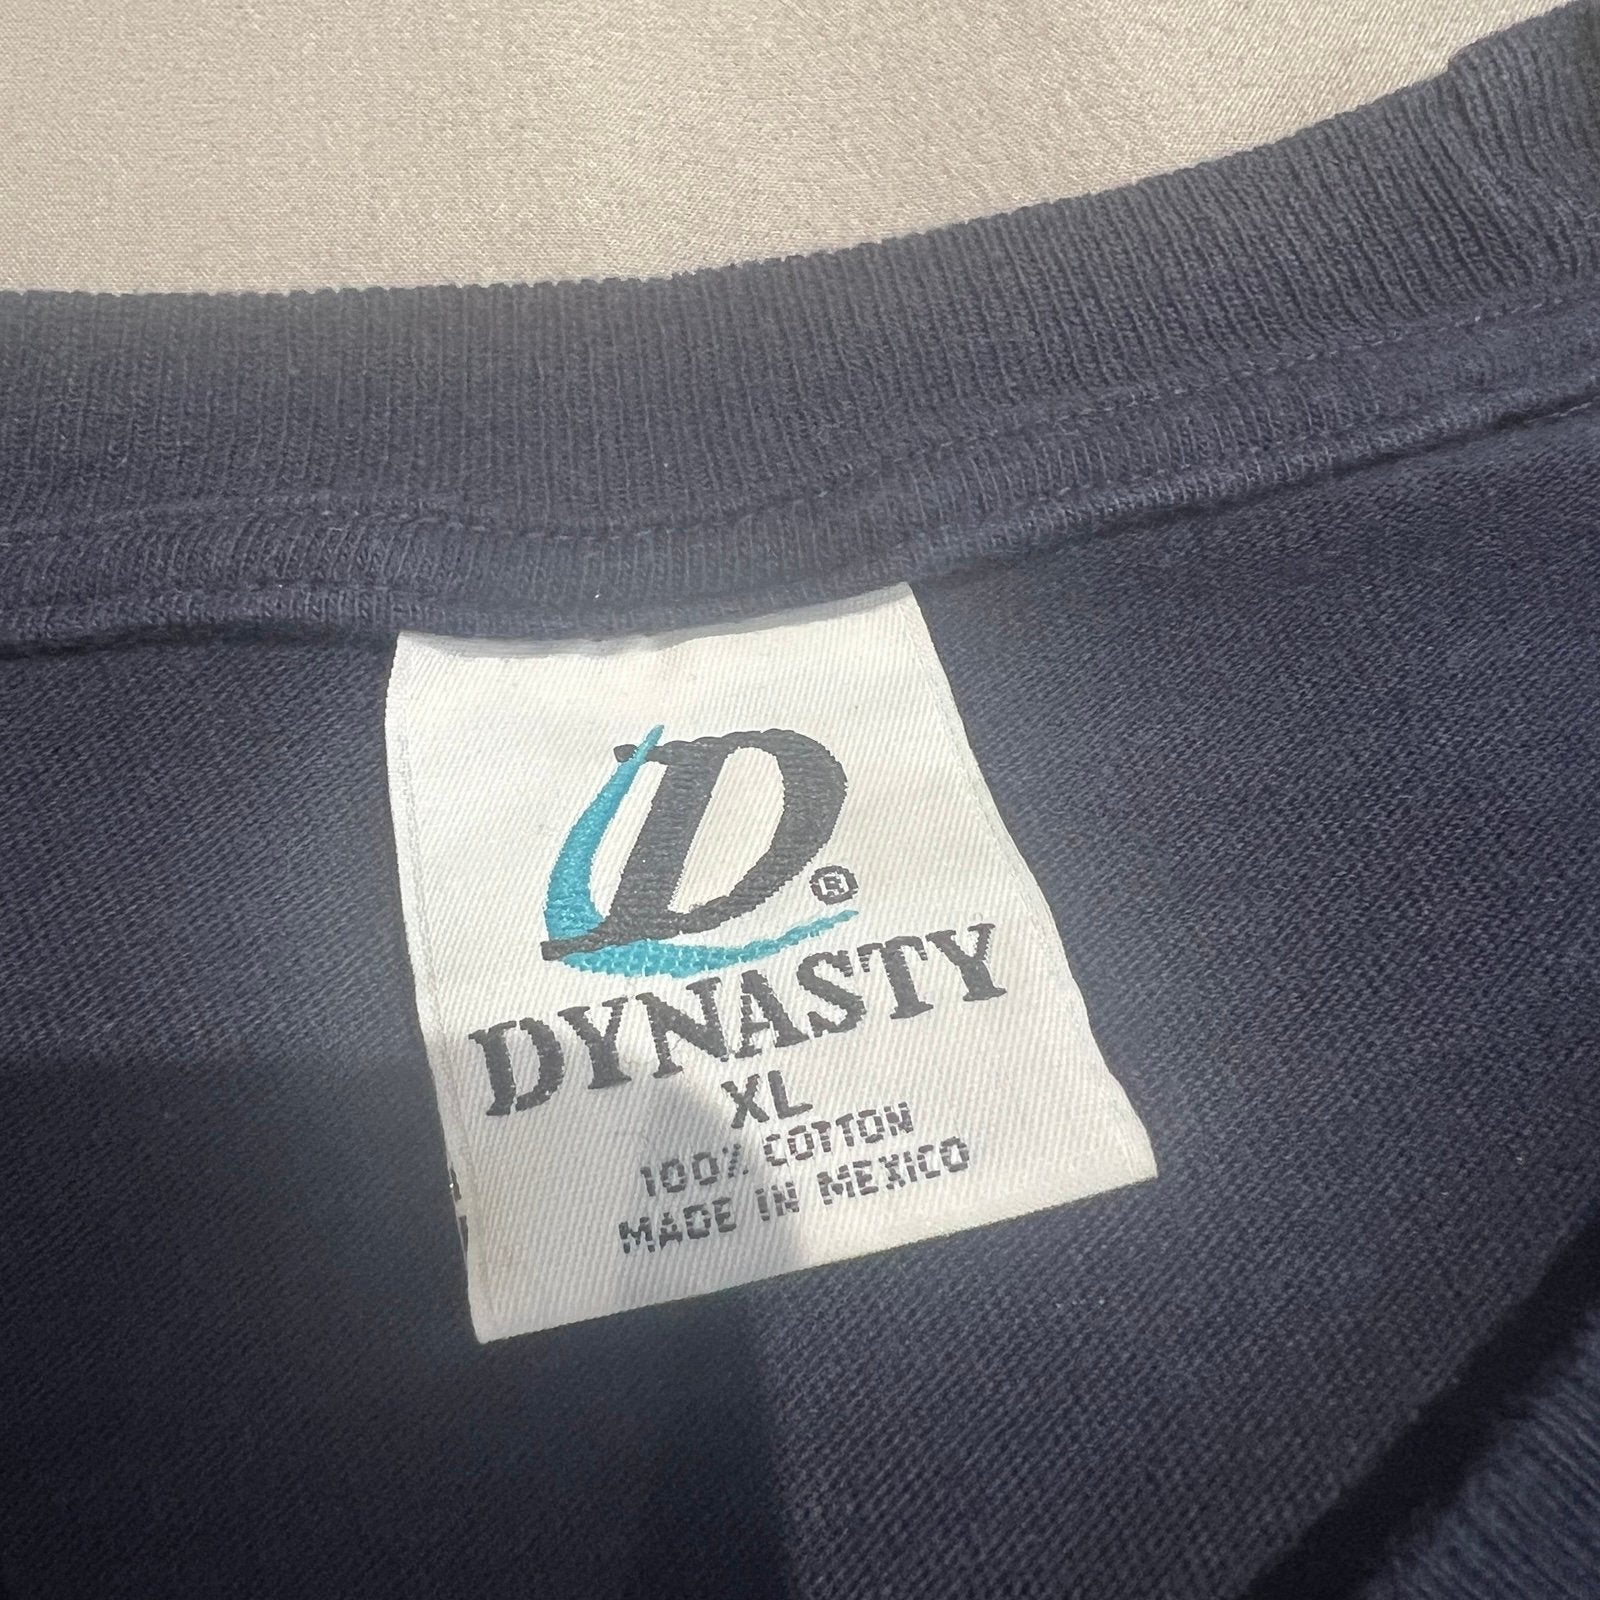 D®
DYNASTY
XL
100% COTTON
MADE IN MEXICO